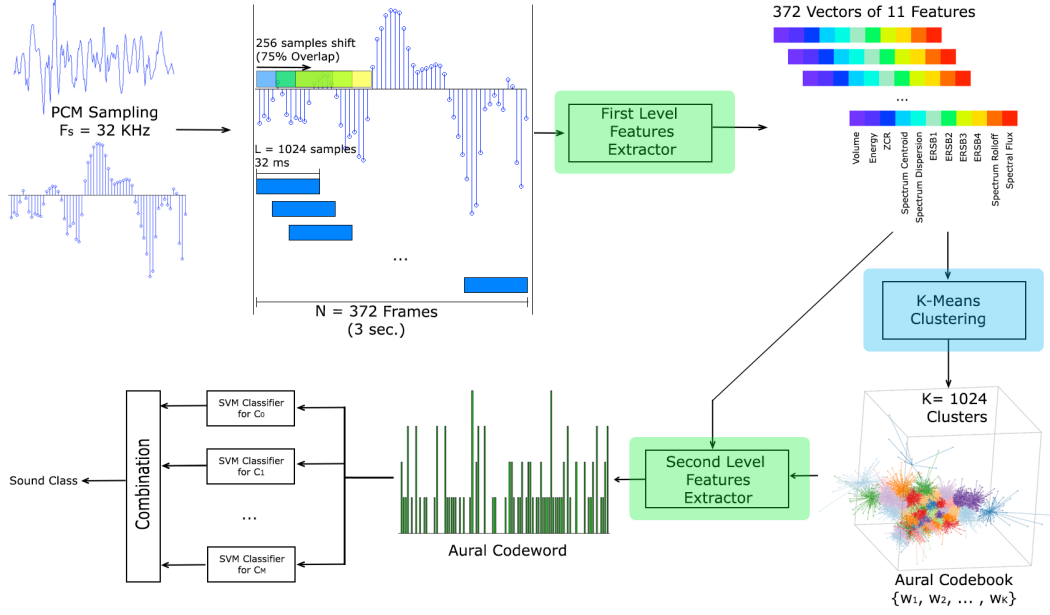 PCM Sampling
Fs = 32 KHz
256 samples shift
(75% Overlap)
L = 1024 samples
32 ms
...
N = 372 Frames
(3 sec.)
First Level
Features
Extractor
372 Vectors of 11 Features
...
Volume
Energy
ZCR
Spectrum Centroid
Spectrum Dispersion
ERSB1
ERSB2
ERSB3
ERSB4
Spectrum Rolloff
Spectral Flux
K-Means
Clustering
K= 1024
Clusters
Aural Codebook
{w₁, w₂, ... , wK}
Second Level
Features
Extractor
Aural Codeword
SVM Classifier
for C₀
SVM Classifier
for C₁
...
SVM Classifier
for CM
Combination
Sound Class